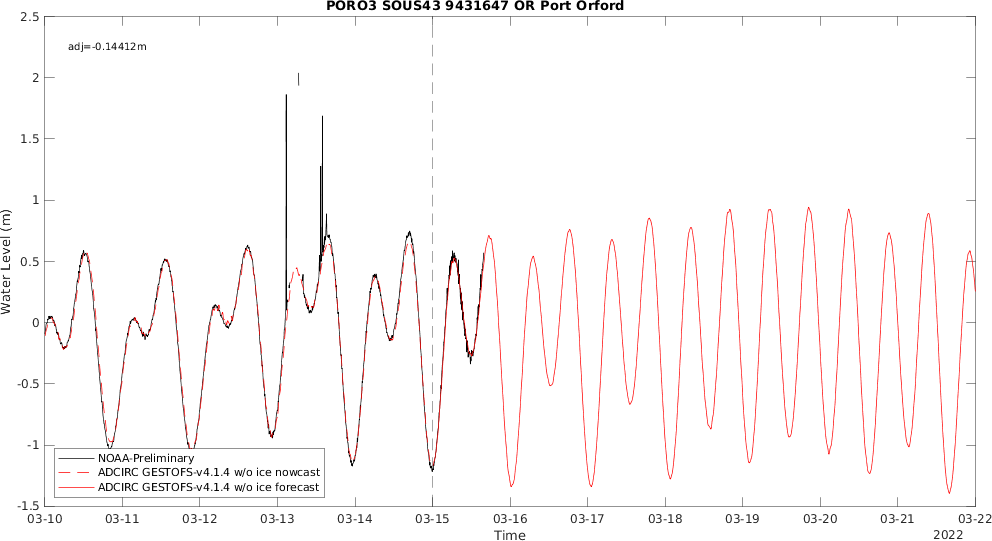 PORO3 SOUS43 9431647 OR Port Orford
2.5
adj=-0.14412m
2
1.5
1
0.5
0
-0.5
-1
-1.5
Water Level (m)
NOAA-Preliminary
ADCIRC GESTOFS-v4.1.4 w/o ice nowcast
ADCIRC GESTOFS-v4.1.4 w/o ice forecast
03-10 03-11 03-12 03-13 03-14 03-15 03-16 03-17 03-18 03-19 03-20 03-21 03-22
Time
2022